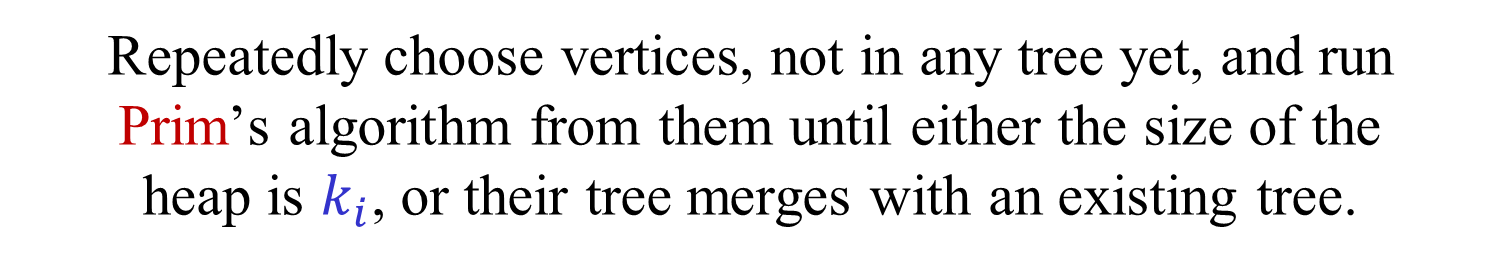 Repeatedly choose vertices, not in any tree yet, and run
Prim’s algorithm from them until either the size of the
heap is kᵢ, or their tree merges with an existing tree.